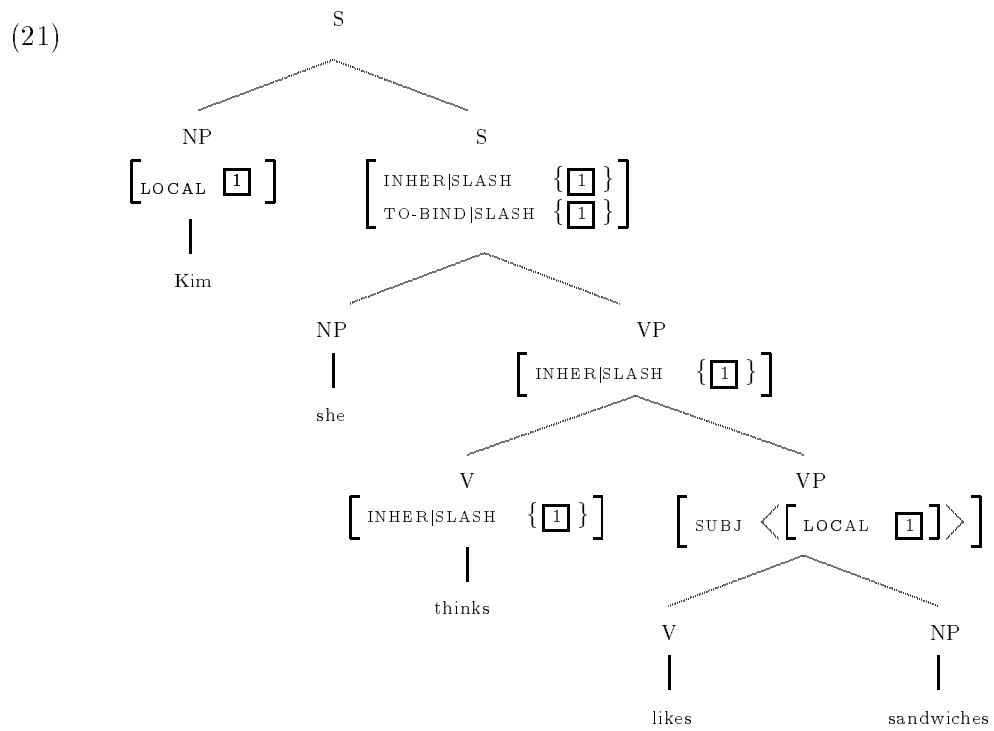 (21)
S
NP S
[LOCAL 1] [INHER|SLASH { 1 }
TO-BIND|SLASH { 1 }]
Kim
NP VP
[INHER|SLASH { 1 }]
she
V VP
[INHER|SLASH { 1 }] [SUBJ < [LOCAL 1] >]
thinks
V NP
likes sandwiches